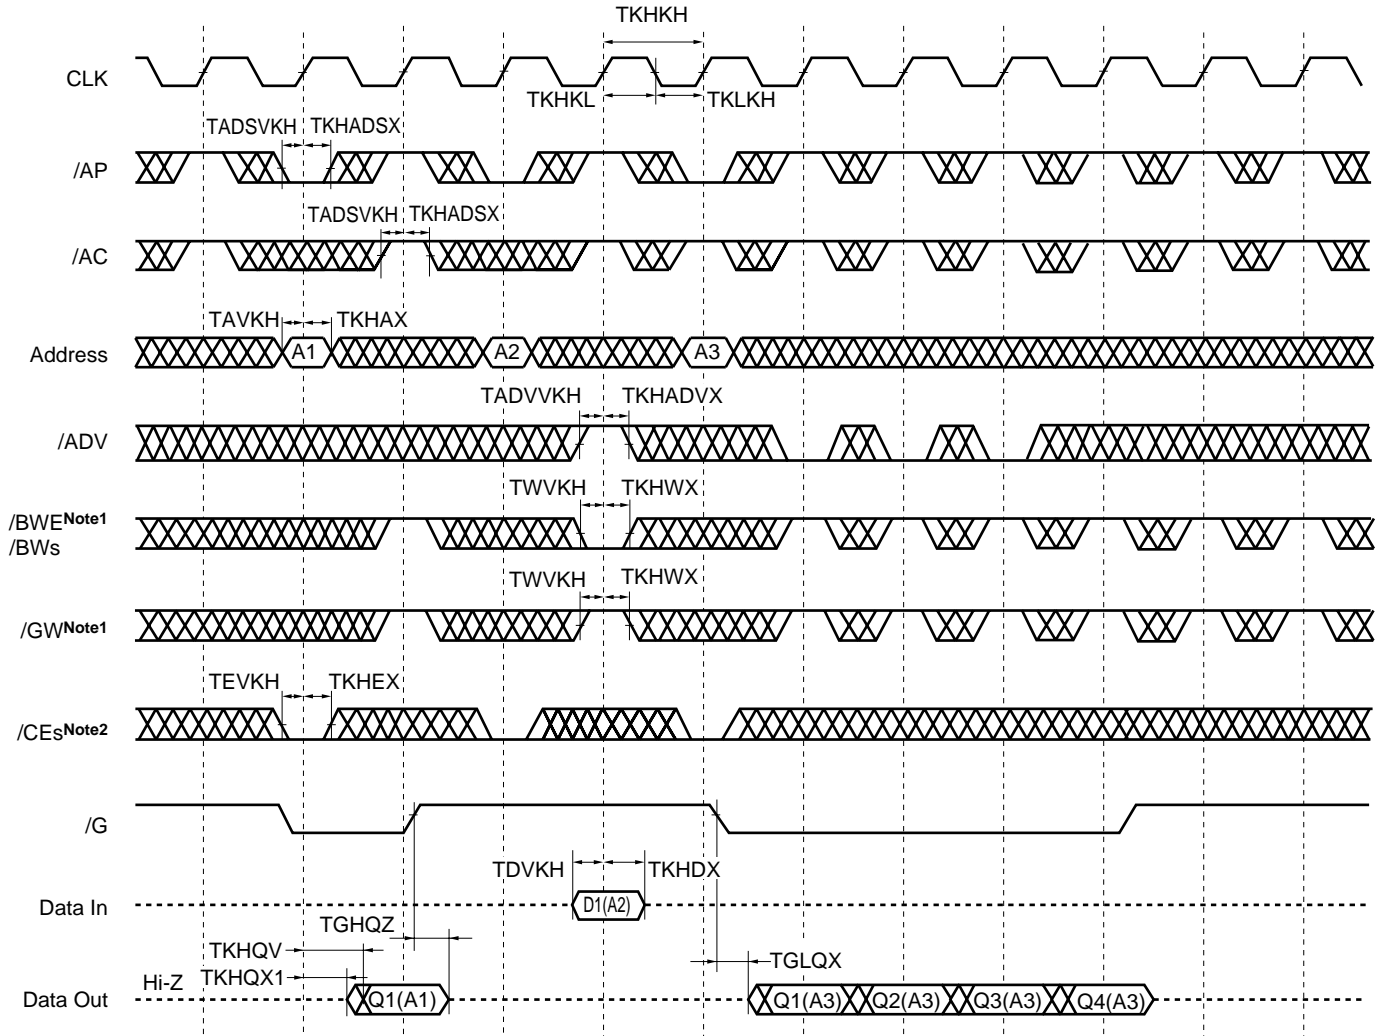 TKHKH
CLK
TKHKL TKLKH
TADSVKH TKHADSX
/AP
TADSVKH TKHADSX
/AC
TAVKH TKHAX
Address A1 A2 A3
TADVVKH TKHADVX
/ADV
TWVKH TKHWX
/BWENote1
/BWs
TWVKH TKHWX
/GWNote1
TEVKH TKHEX
/CEsNote2
/G
TDVKH TKHDX
Data In D1(A2)
TGHQZ
TKHQV
TGLQX
TKHQX1
Hi-Z
Data Out Q1(A1) Q1(A3) Q2(A3) Q3(A3) Q4(A3)